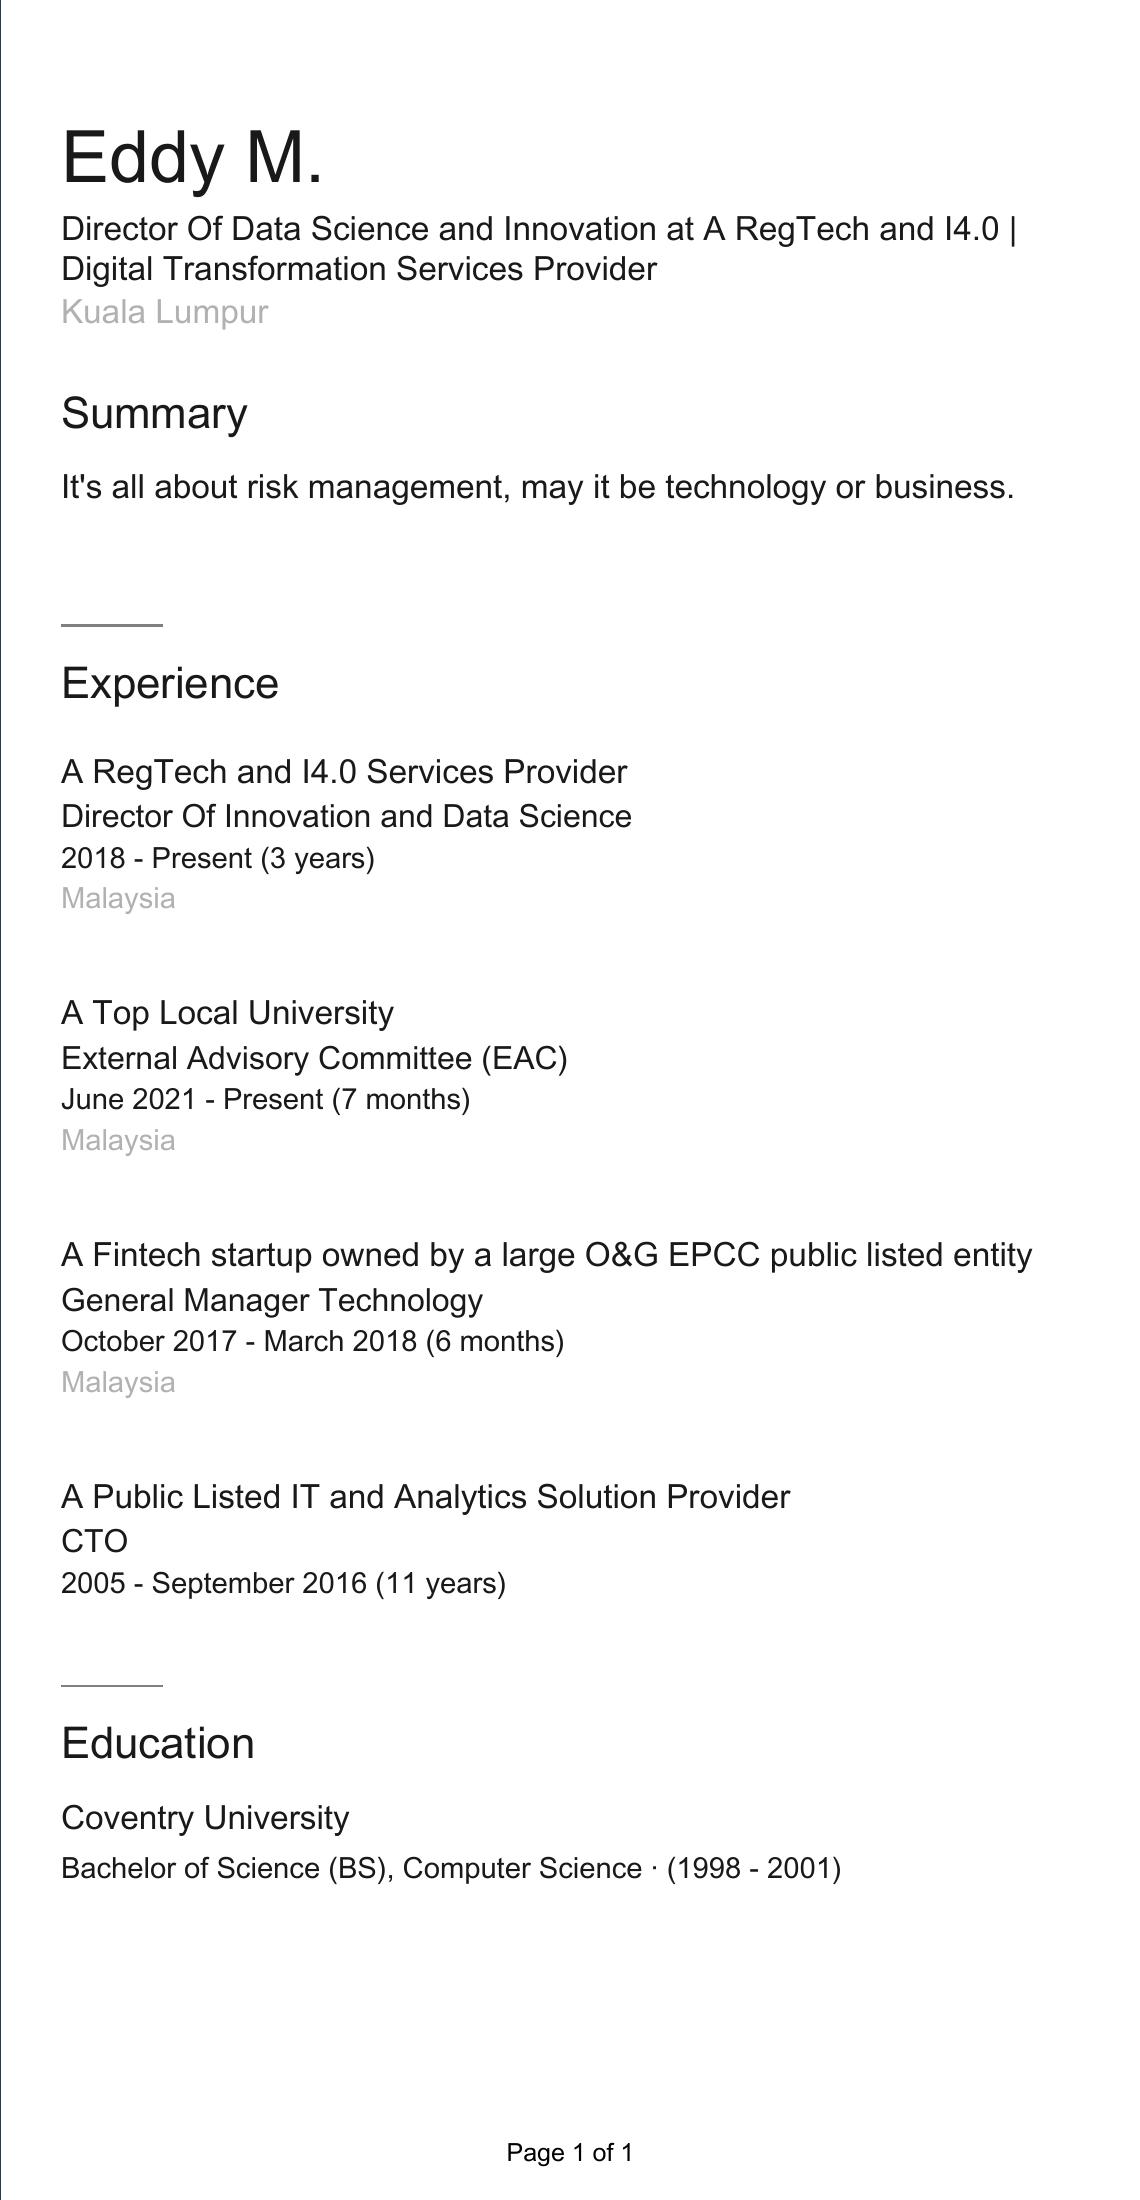 Eddy M.
Director Of Data Science and Innovation at A RegTech and I4.0 |
Digital Transformation Services Provider
Kuala Lumpur
Summary
It's all about risk management, may it be technology or business.
Experience
A RegTech and I4.0 Services Provider
Director Of Innovation and Data Science
2018 - Present (3 years)
Malaysia
A Top Local University
External Advisory Committee (EAC)
June 2021 - Present (7 months)
Malaysia
A Fintech startup owned by a large O&G EPCC public listed entity
General Manager Technology
October 2017 - March 2018 (6 months)
Malaysia
A Public Listed IT and Analytics Solution Provider
CTO
2005 - September 2016 (11 years)
Education
Coventry University
Bachelor of Science (BS), Computer Science · (1998 - 2001)
Page 1 of 1